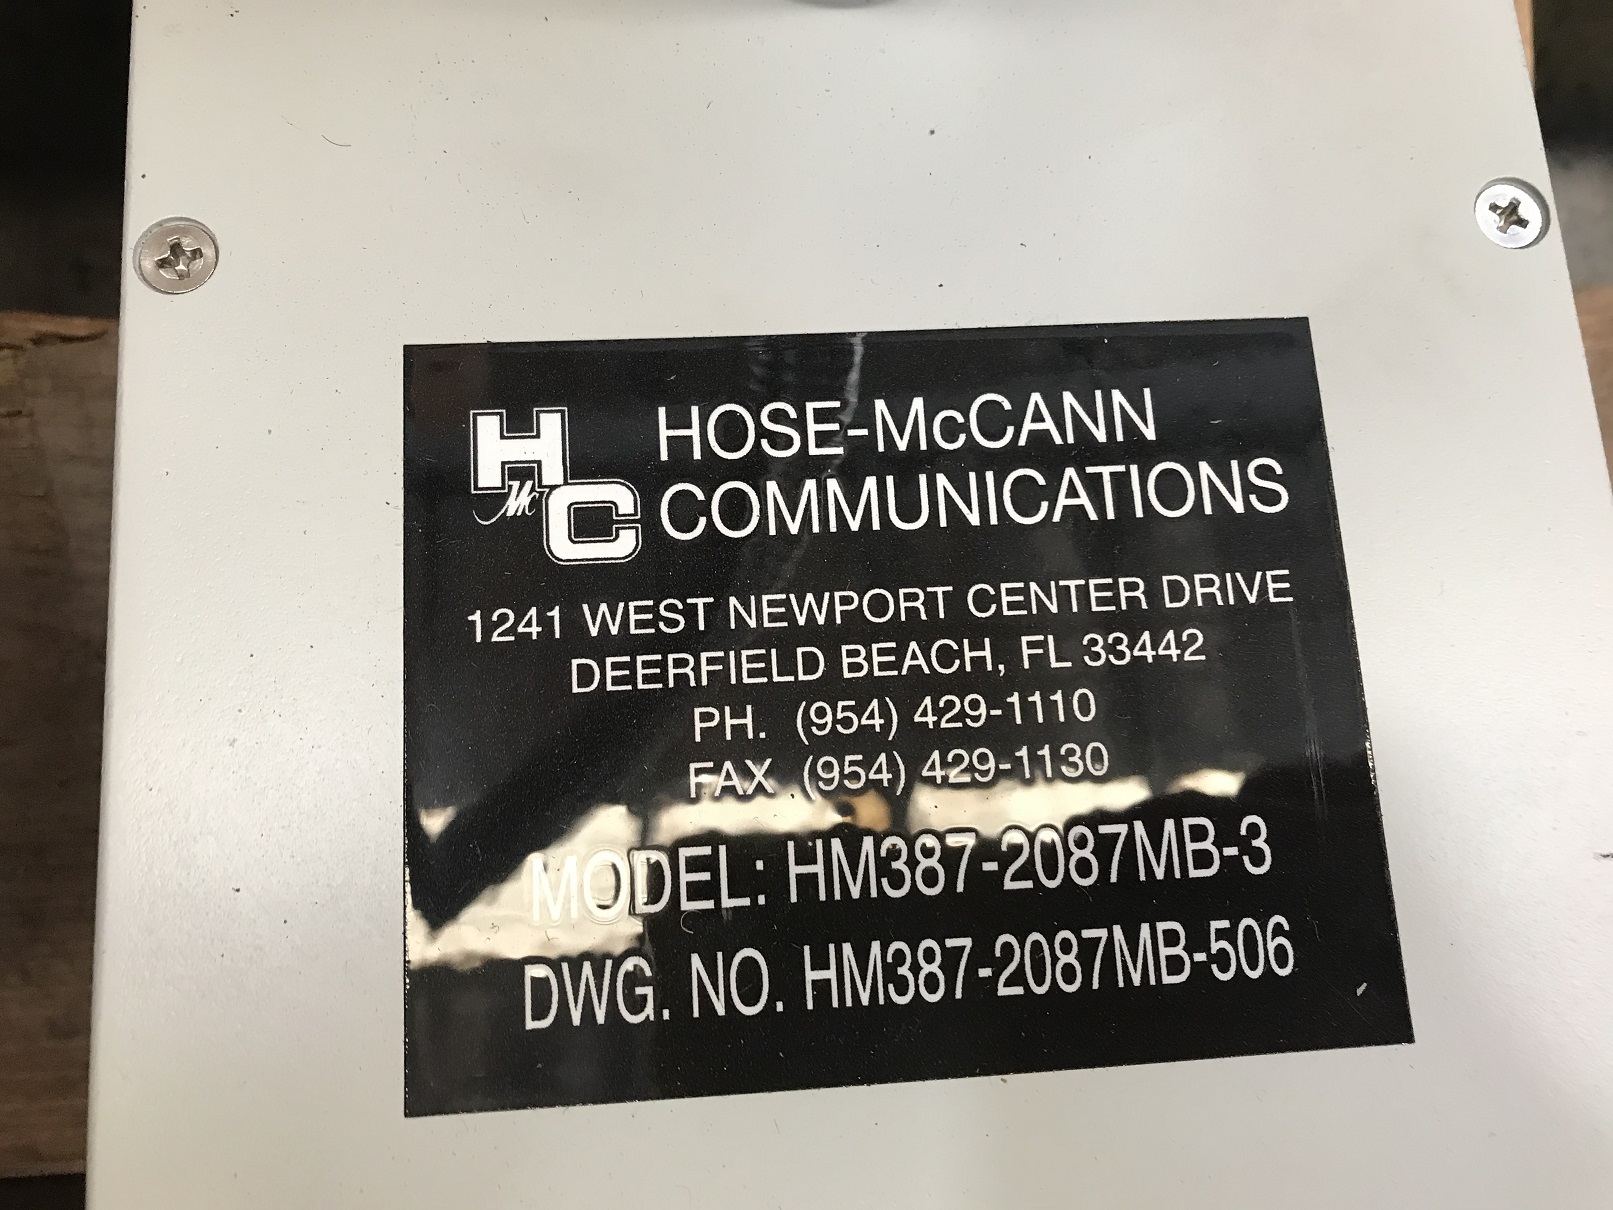 H Mc C
HOSE-McCANN
COMMUNICATIONS
1241 WEST NEWPORT CENTER DRIVE
DEERFIELD BEACH, FL 33442
PH. (954) 429-1110
FAX (954) 429-1130
MODEL: HM387-2087MB-3
DWG. NO. HM387-2087MB-506